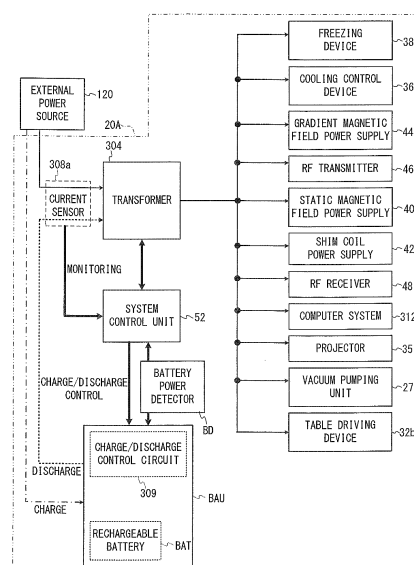 EXTERNAL
POWER
SOURCE
120
20A
308a
304
CURRENT
SENSOR
TRANSFORMER
MONITORING
SYSTEM
CONTROL UNIT
52
CHARGE/DISCHARGE
CONTROL
BATTERY
POWER
DETECTOR
BD
CHARGE/DISCHARGE
CONTROL CIRCUIT
309
DISCHARGE
BAU
CHARGE
RECHARGEABLE
BATTERY
BAT
FREEZING
DEVICE
38
COOLING CONTROL
DEVICE
36
GRADIENT MAGNETIC
FIELD POWER SUPPLY
44
RF TRANSMITTER
46
STATIC MAGNETIC
FIELD POWER SUPPLY
40
SHIM COIL
POWER SUPPLY
42
RF RECEIVER
48
COMPUTER SYSTEM
312
PROJECTOR
35
VACUUM PUMPING
UNIT
27
TABLE DRIVING
DEVICE
32b